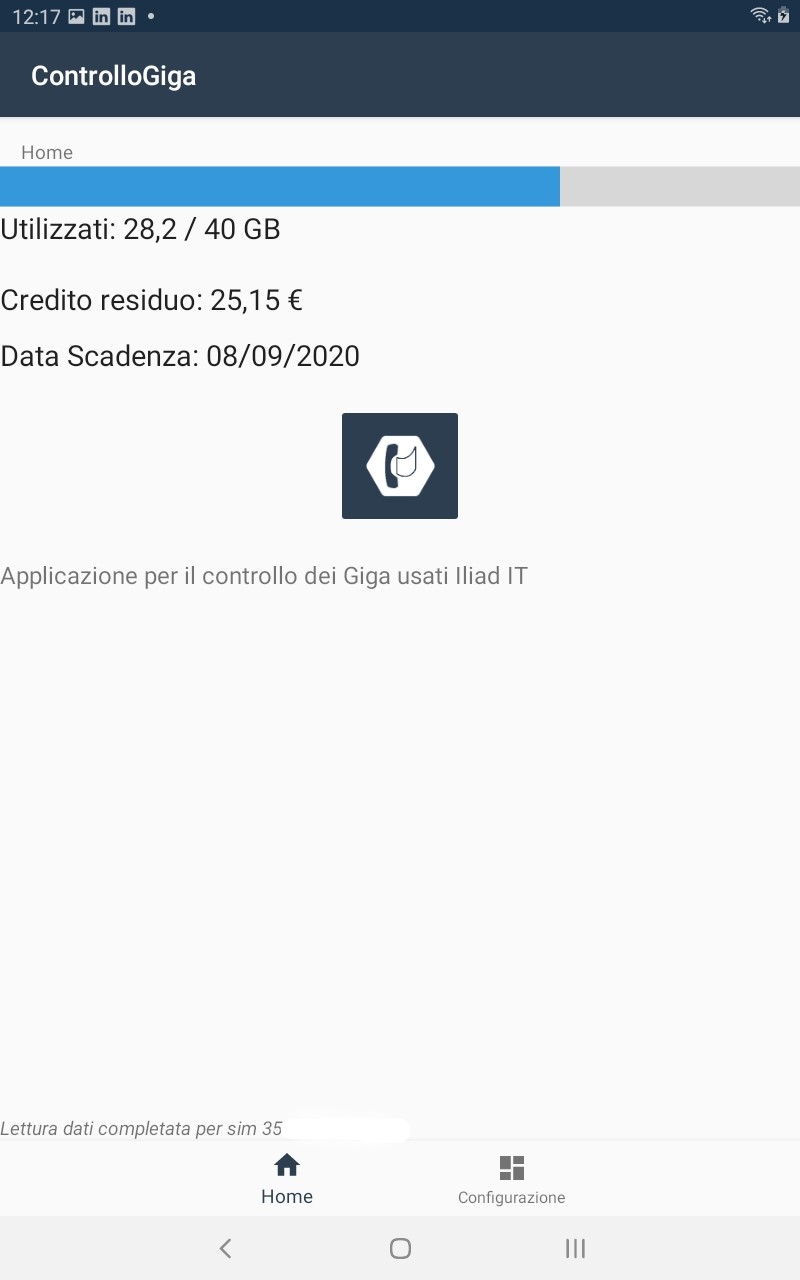 12:17
ControlloGiga
Home
Utilizzati: 28,2 / 40 GB
Credito residuo: 25,15 €
Data Scadenza: 08/09/2020
Applicazione per il controllo dei Giga usati Iliad IT
Lettura dati completata per sim 35
Home
Configurazione